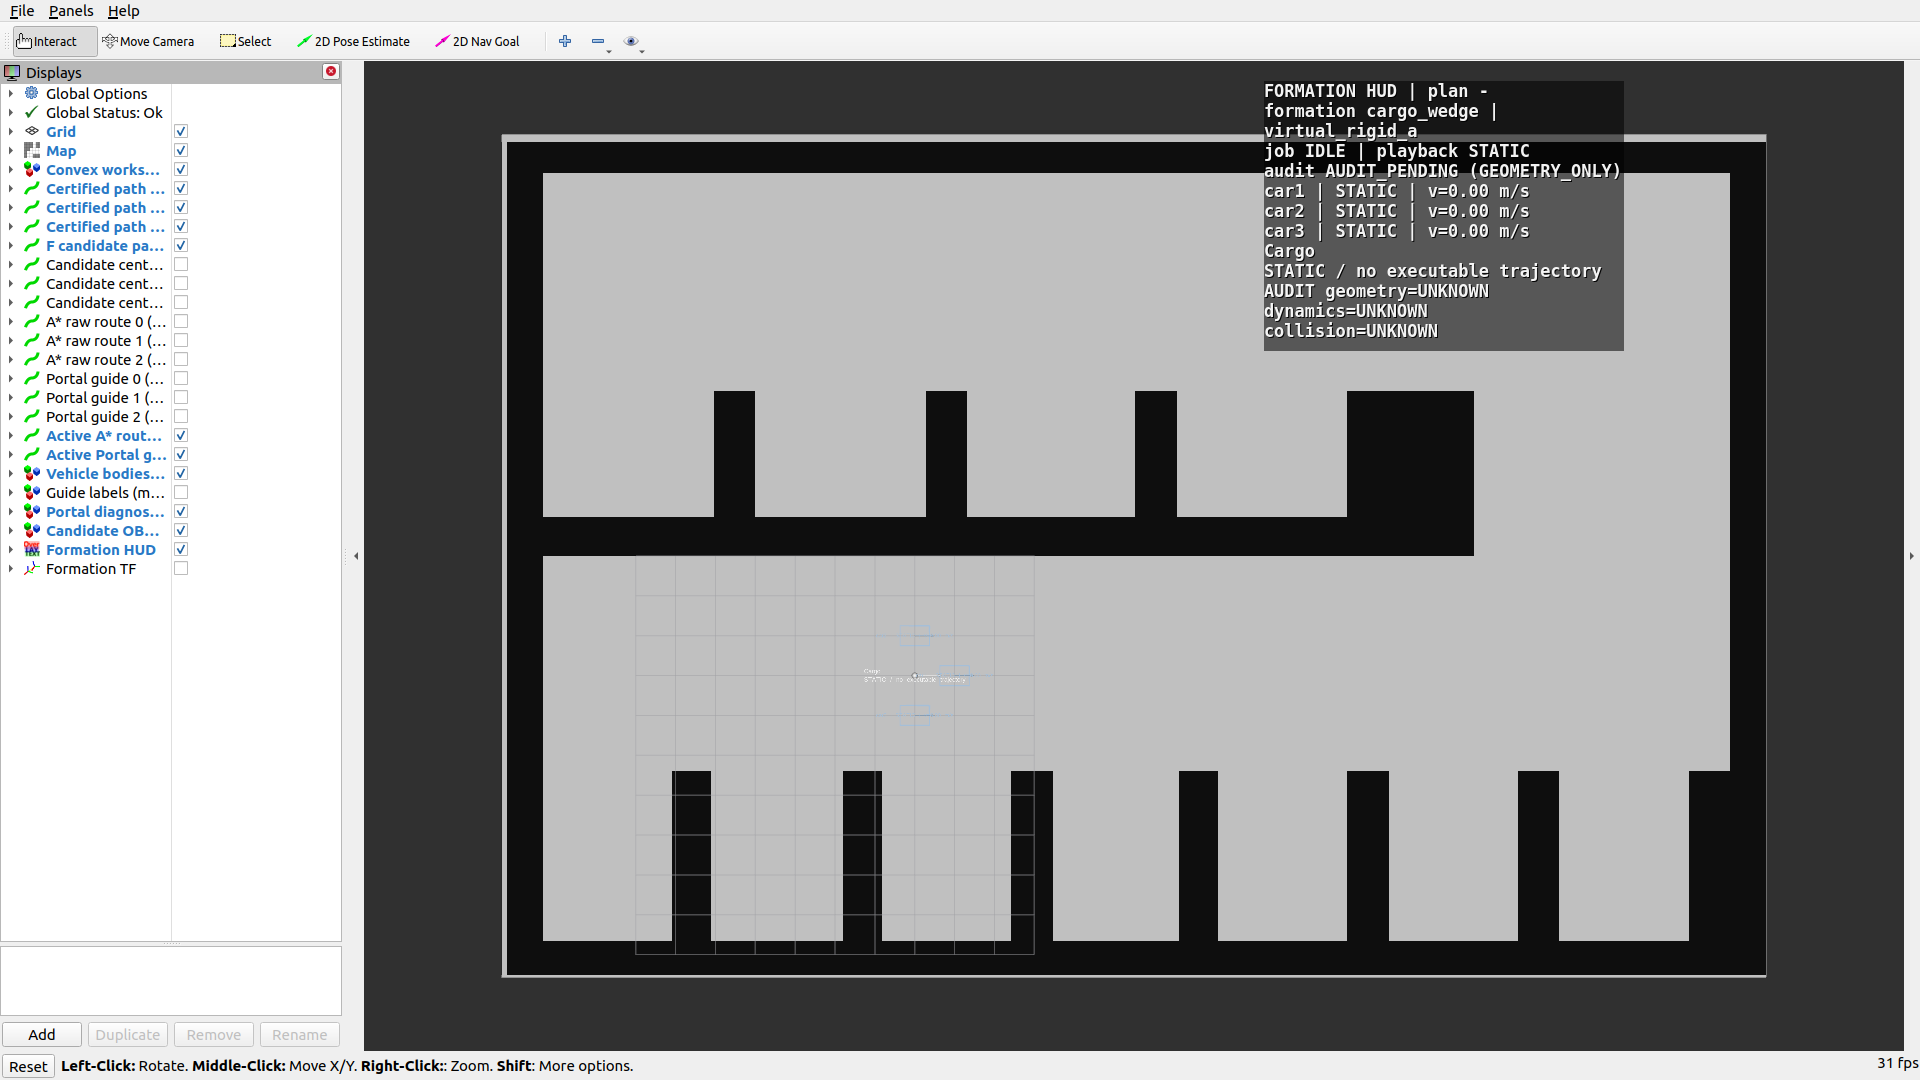 File Panels Help
Interact Move Camera Select 2D Pose Estimate 2D Nav Goal
Displays
Global Options
Global Status: Ok
Grid
Map
Convex works...
Certified path ...
Certified path ...
Certified path ...
F candidate pa...
Candidate cent...
Candidate cent...
Candidate cent...
A* raw route 0 (...
A* raw route 1 (...
A* raw route 2 (...
Portal guide 0 (...
Portal guide 1 (...
Portal guide 2 (...
Active A* rout...
Active Portal g...
Vehicle bodies...
Guide labels (m...
Portal diagnos...
Candidate OB...
Formation HUD
Formation TF
FORMATION HUD | plan -
formation cargo_wedge |
virtual_rigid_a
job IDLE | playback STATIC
audit AUDIT_PENDING (GEOMETRY_ONLY)
car1 | STATIC | v=0.00 m/s
car2 | STATIC | v=0.00 m/s
car3 | STATIC | v=0.00 m/s
Cargo
STATIC / no executable trajectory
AUDIT geometry=UNKNOWN
dynamics=UNKNOWN
collision=UNKNOWN
Cargo
STATIC / no executable trajectory
Add Duplicate Remove Rename
Reset Left-Click: Rotate. Middle-Click: Move X/Y. Right-Click:: Zoom. Shift: More options. 31 fps